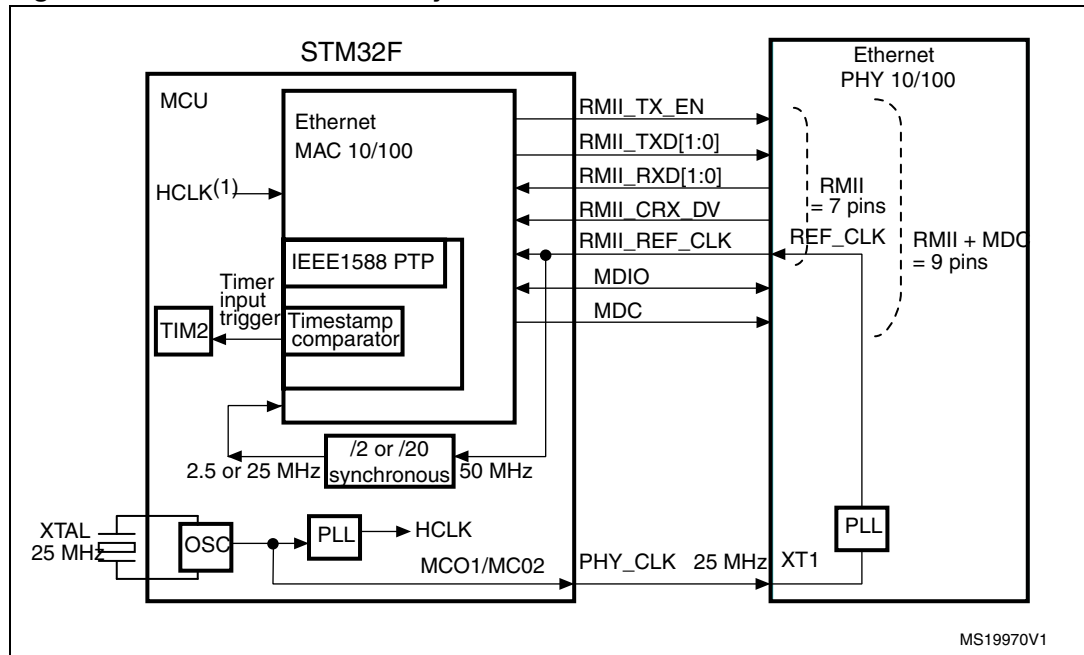 STM32F
Ethernet
PHY 10/100
MCU
Ethernet
MAC 10/100
HCLK(1)
IEEE1588 PTP
Timer
input
trigger
Timestamp
comparator
TIM2
/2 or /20
synchronous
2.5 or 25 MHz
50 MHz
XTAL
25 MHz
OSC
PLL
HCLK
MCO1/MC02
RMII_TX_EN
RMII_TXD[1:0]
RMII_RXD[1:0]
RMII_CRX_DV
RMII_REF_CLK
MDIO
MDC
REF_CLK
RMII
= 7 pins
RMII + MDC
= 9 pins
PLL
PHY_CLK
25 MHz
XT1
MS19970V1